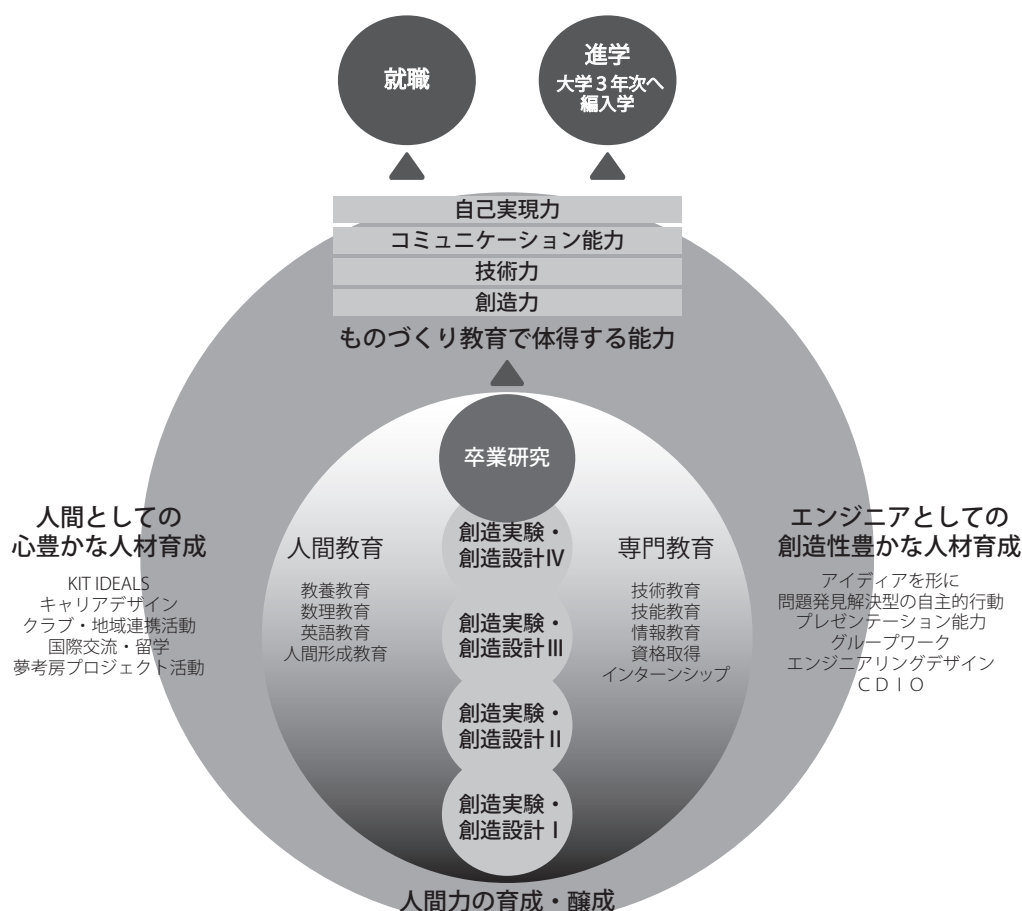 就職
進学
大学３年次へ
編入学
自己実現力
コミュニケーション能力
技術力
創造力
ものづくり教育で体得する能力
卒業研究
人間としての
心豊かな人材育成
KIT IDEALS
キャリアデザイン
クラブ・地域連携活動
国際交流・留学
夢考房プロジェクト活動
人間教育
教養教育
数理教育
英語教育
人間形成教育
創造実験・
創造設計Ⅳ
創造実験・
創造設計Ⅲ
創造実験・
創造設計Ⅱ
創造実験・
創造設計Ⅰ
専門教育
技術教育
技能教育
情報教育
資格取得
インターンシップ
エンジニアとしての
創造性豊かな人材育成
アイディアを形に
問題発見解決型の自主的行動
プレゼンテーション能力
グループワーク
エンジニアリングデザイン
ＣＤＩＯ
人間力の育成・醸成